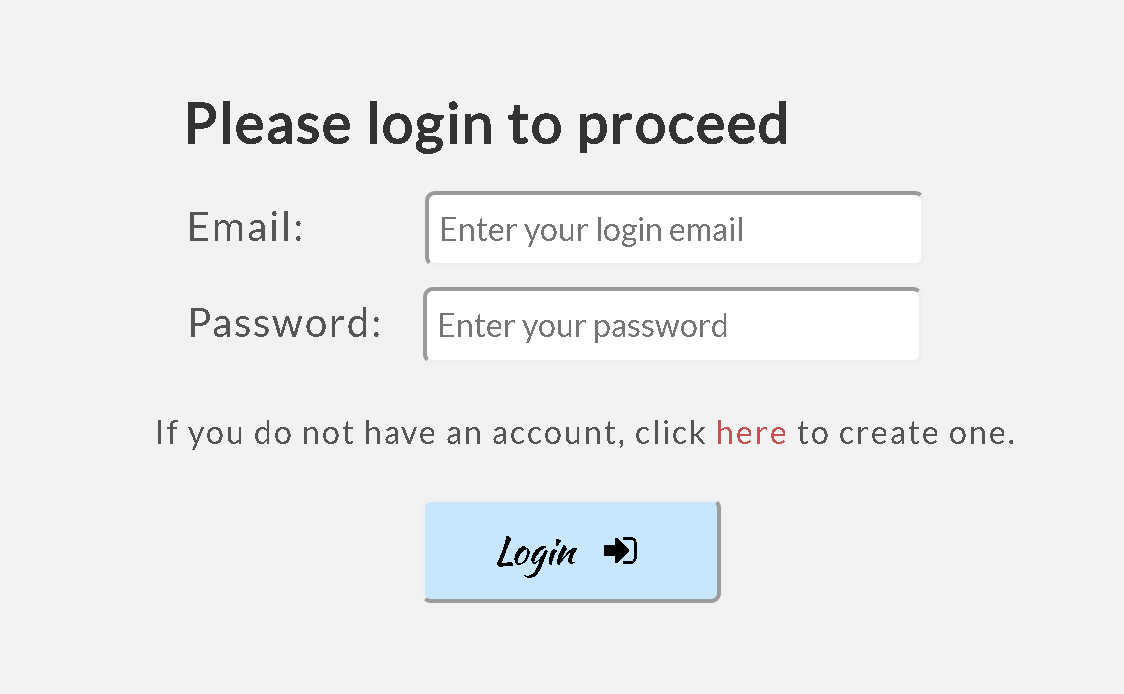 Please login to proceed
Email: Enter your login email
Password: Enter your password
If you do not have an account, click here to create one.
Login